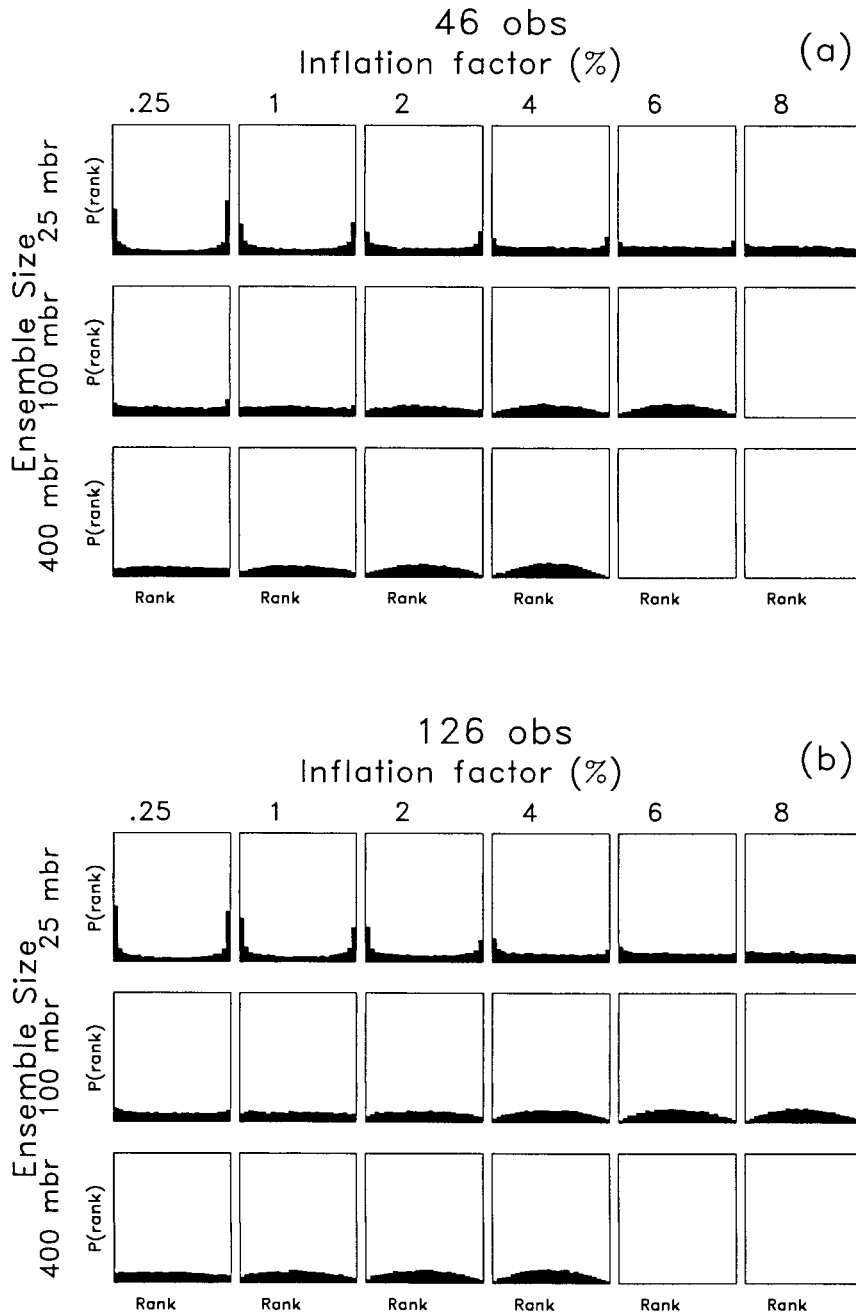 46 obs
(a)
Inflation factor (%)
.25 1 2 4 6 8
Ensemble Size
25 mbr
P(rank)
100 mbr
P(rank)
400 mbr
P(rank)
Rank Rank Rank Rank Rank Rank
126 obs
(b)
Inflation factor (%)
.25 1 2 4 6 8
Ensemble Size
25 mbr
P(rank)
100 mbr
P(rank)
400 mbr
P(rank)
Rank Rank Rank Rank Rank Rank